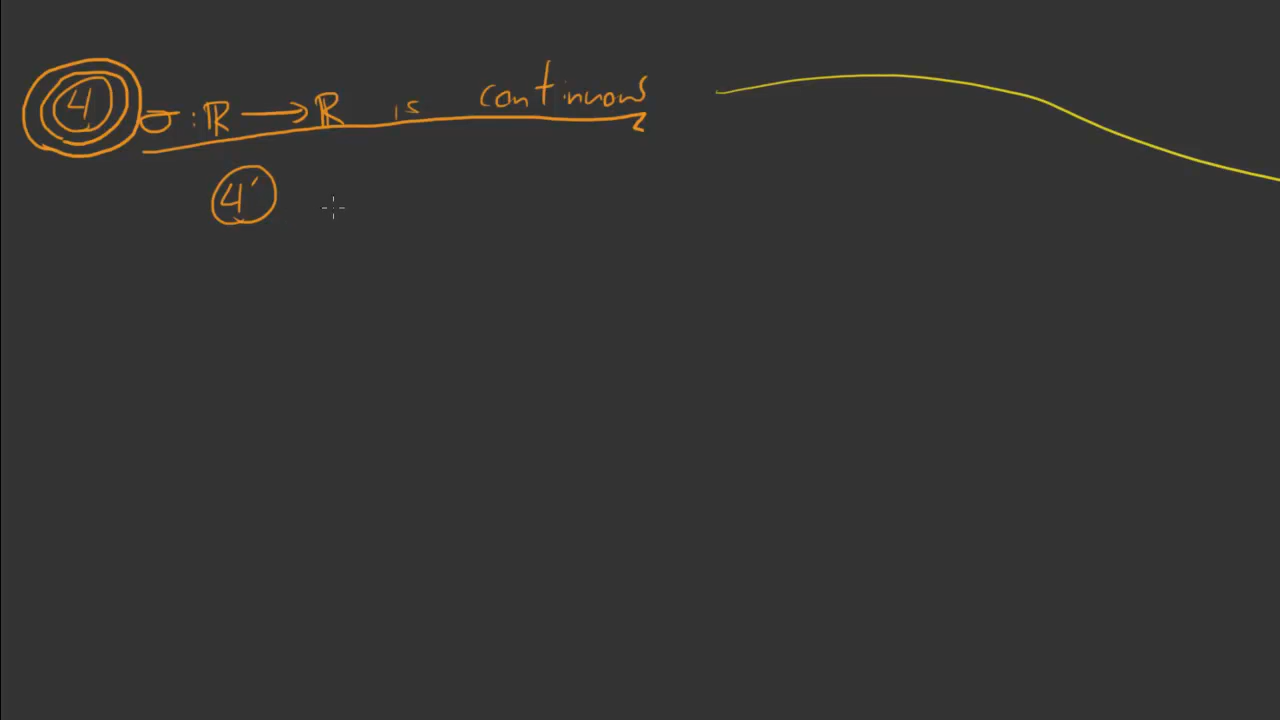 ④ σ : ℝ → ℝ is continuous
④′